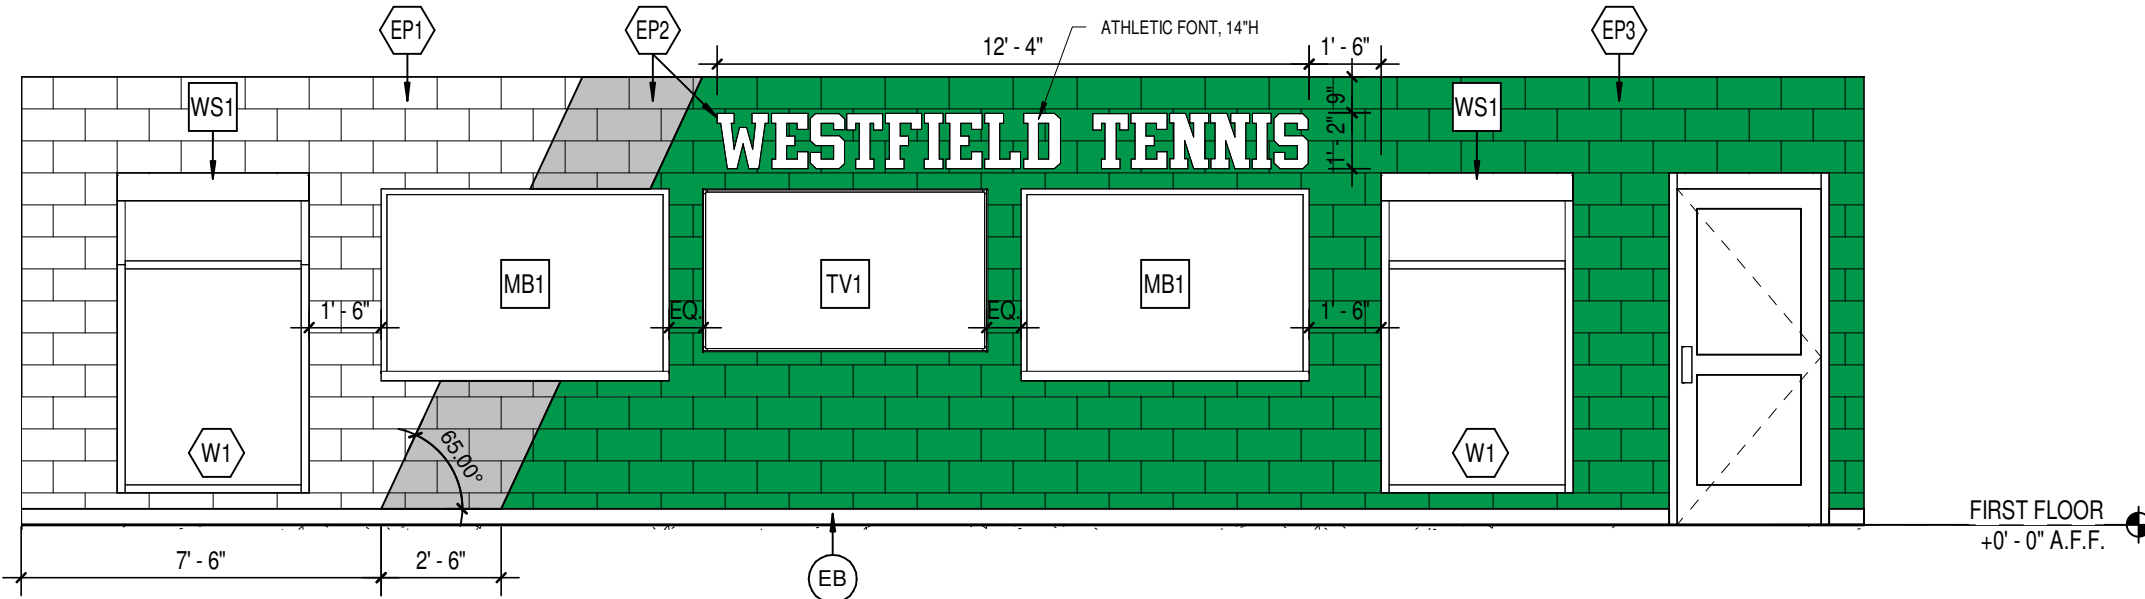 EP1
EP2
ATHLETIC FONT, 14"H
EP3
12' - 4"
1' - 6"
WS1
9"
WS1
WESTFIELD TENNIS
1' - 2"
MB1
TV1
MB1
1' - 6"
EQ.
EQ.
1' - 6"
65.00°
W1
W1
FIRST FLOOR
+0' - 0" A.F.F.
7' - 6"
2' - 6"
EB